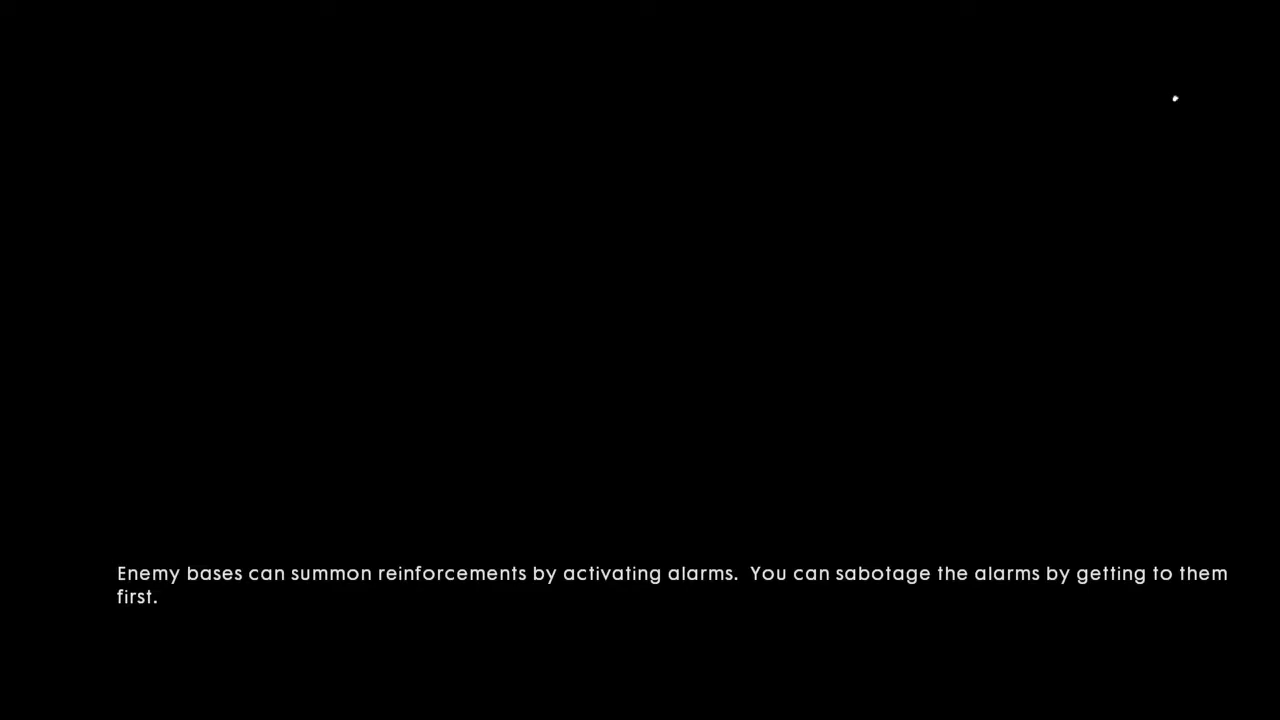 Enemy bases can summon reinforcements by activating alarms.  You can sabotage the alarms by getting to them
first.